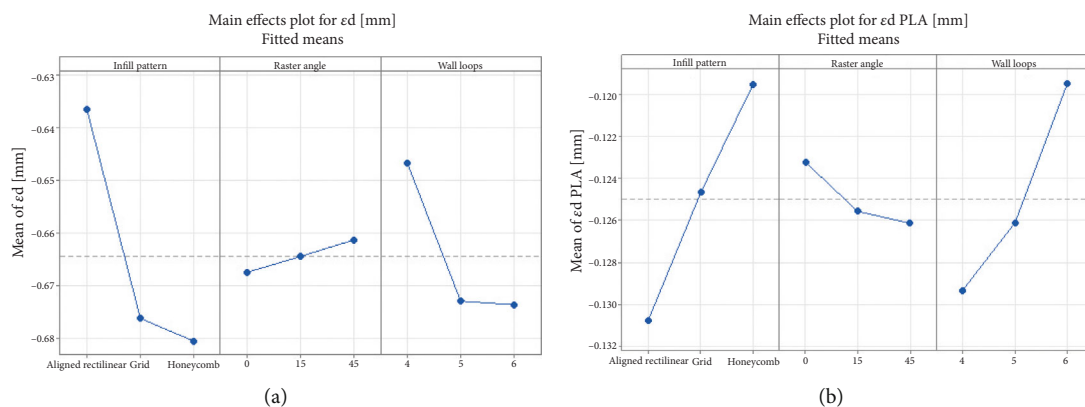 Main effects plot for εd [mm]
Fitted means
Infill pattern
Raster angle
Wall loops
Mean of εd [mm]
–0.63
–0.64
–0.65
–0.66
–0.67
–0.68
Aligned rectilinear Grid Honeycomb 0 15 45 4 5 6
(a)
Main effects plot for εd PLA [mm]
Fitted means
Infill pattern
Raster angle
Wall loops
Mean of εd PLA [mm]
–0.120
–0.122
–0.124
–0.126
–0.128
–0.130
–0.132
Aligned rectilinear Grid Honeycomb 0 15 45 4 5 6
(b)